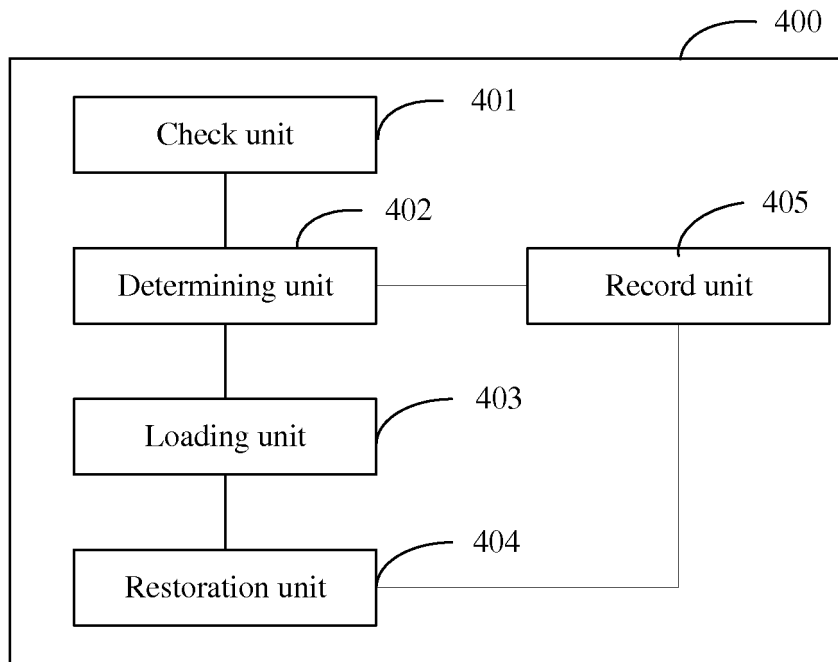 400
Check unit
401
402
Determining unit
405
Record unit
403
Loading unit
404
Restoration unit